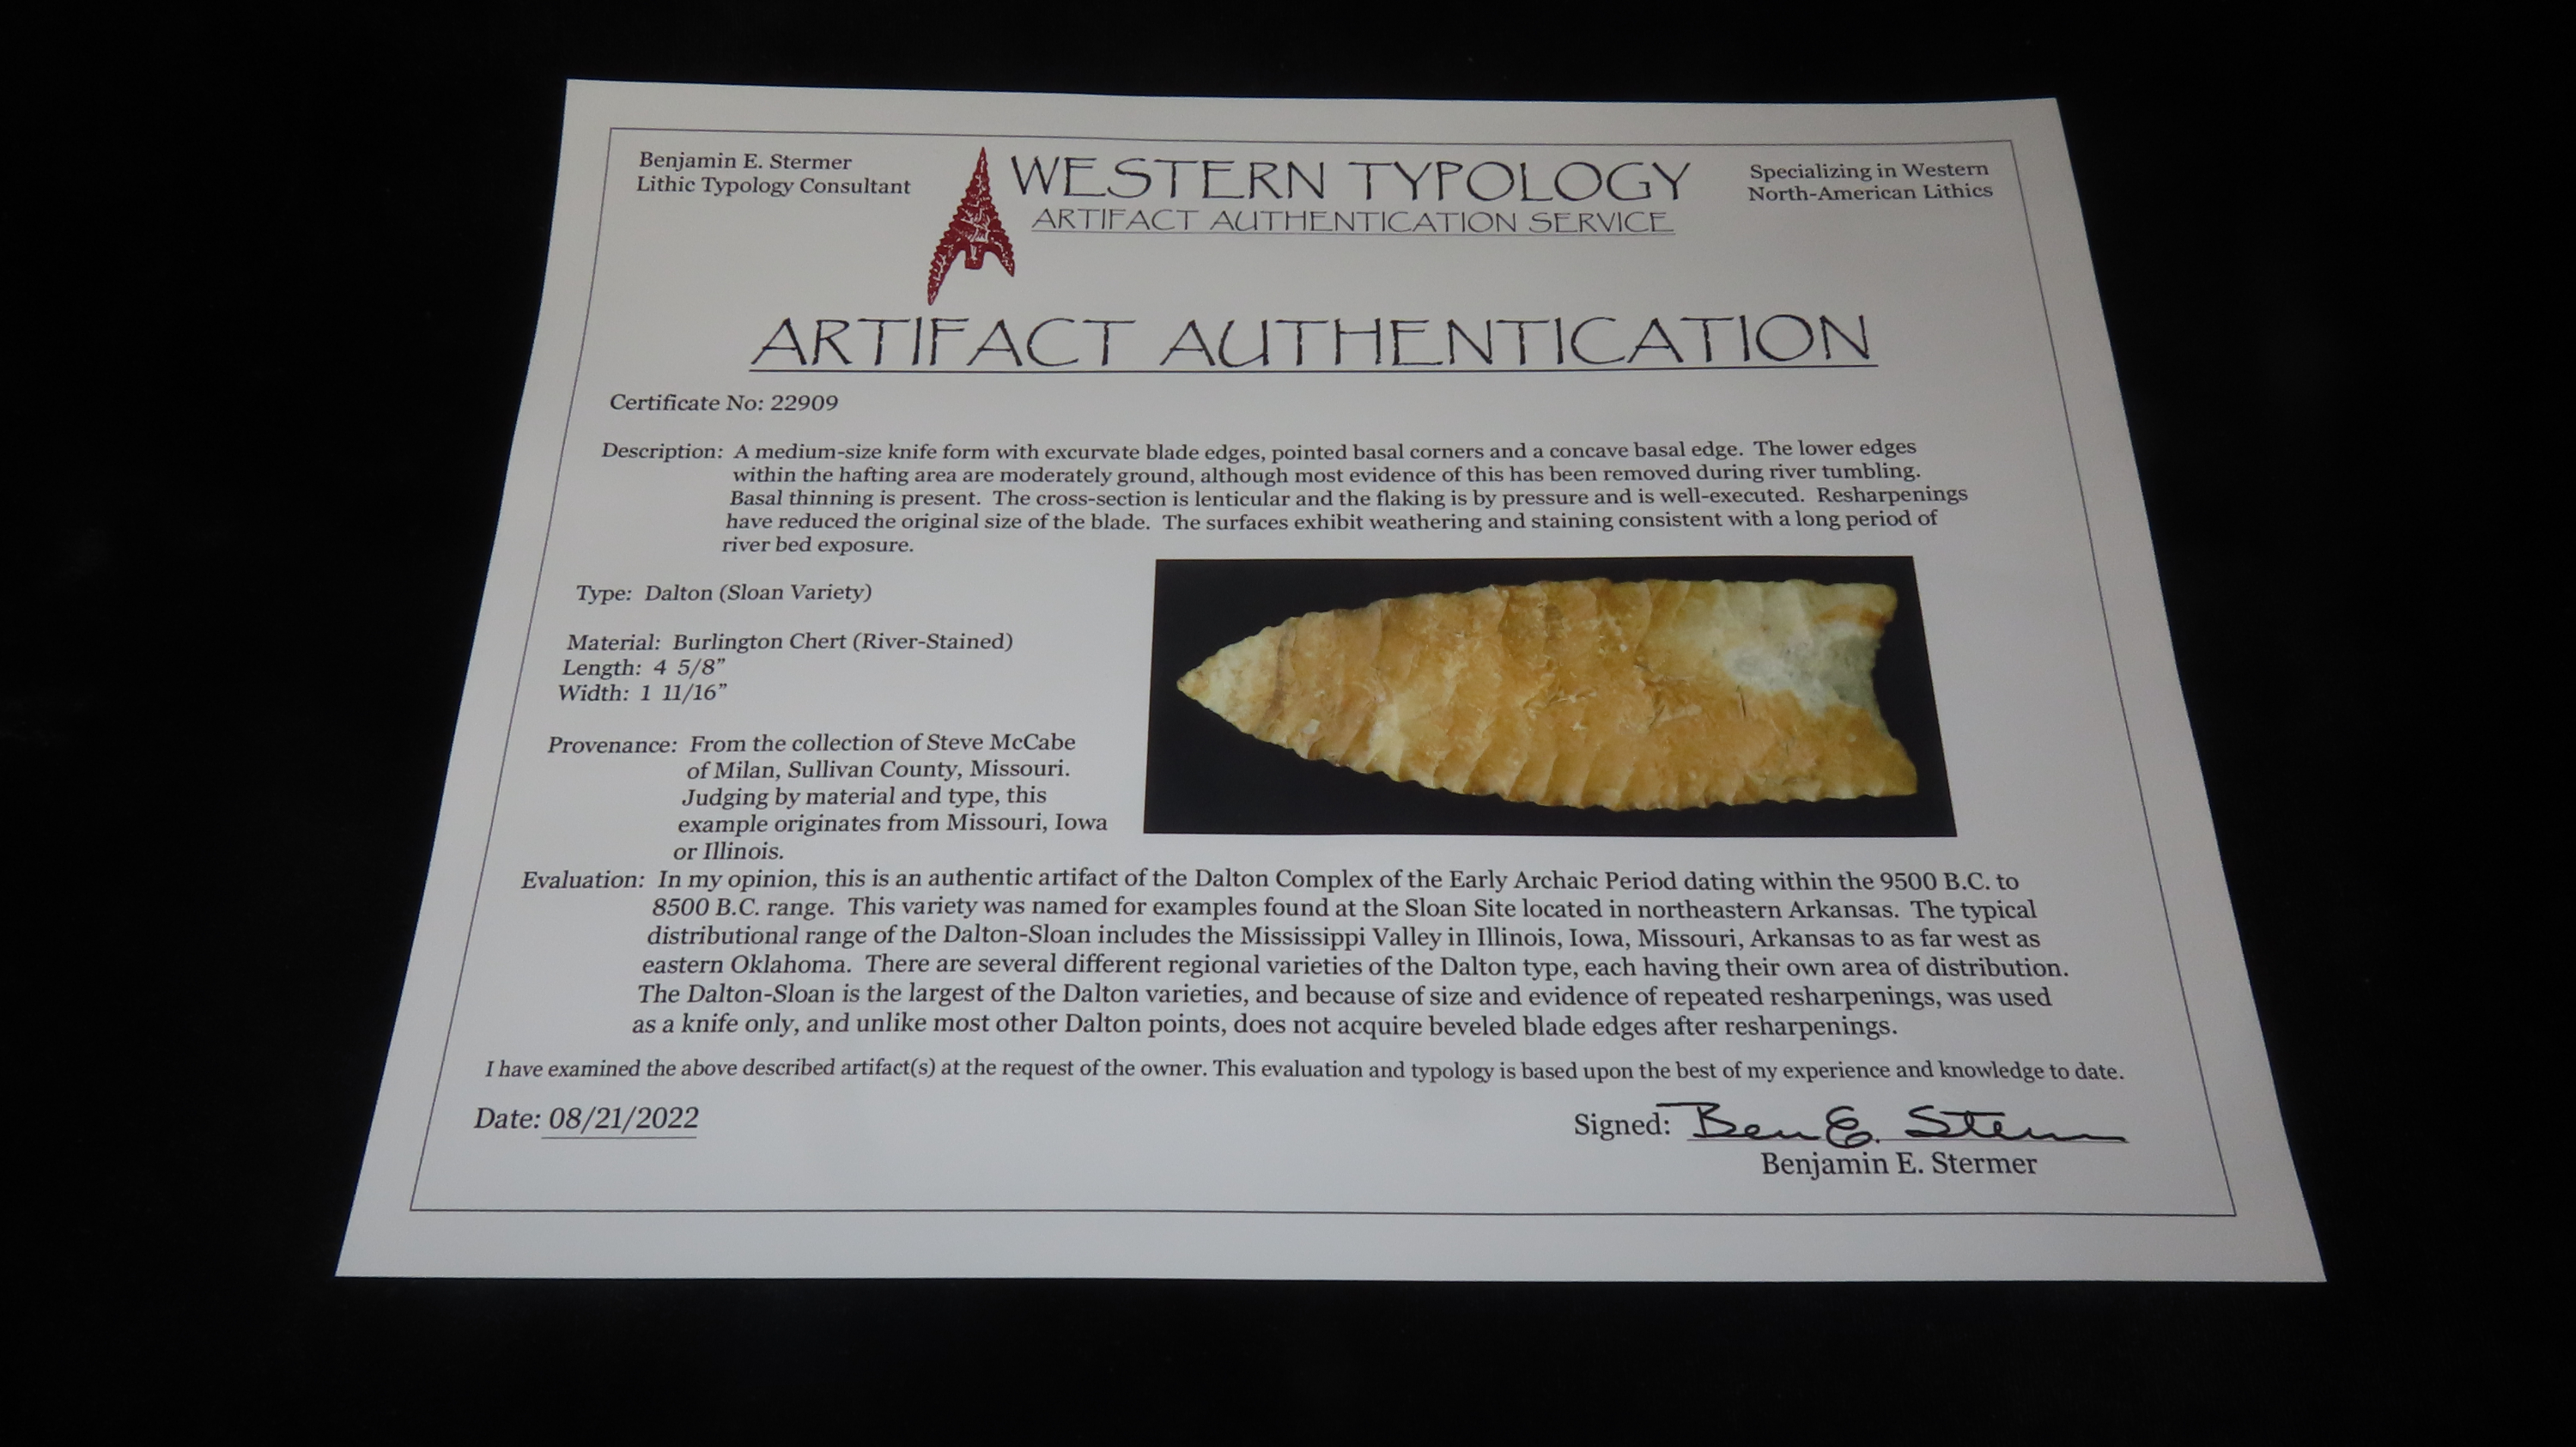 Benjamin E. Stermer
Lithic Typology Consultant
WESTERN TYPOLOGY
ARTIFACT AUTHENTICATION SERVICE
Specializing in Western
North-American Lithics
ARTIFACT AUTHENTICATION
Certificate No: 22909
Description: A medium-size knife form with excurvate blade edges, pointed basal corners and a concave basal edge. The lower edges
within the hafting area are moderately ground, although most evidence of this has been removed during river tumbling.
Basal thinning is present. The cross-section is lenticular and the flaking is by pressure and is well-executed. Resharpenings
have reduced the original size of the blade. The surfaces exhibit weathering and staining consistent with a long period of
river bed exposure.
Type: Dalton (Sloan Variety)
Material: Burlington Chert (River-Stained)
Length: 4 5/8”
Width: 1 11/16”
Provenance: From the collection of Steve McCabe
of Milan, Sullivan County, Missouri.
Judging by material and type, this
example originates from Missouri, Iowa
or Illinois.
Evaluation: In my opinion, this is an authentic artifact of the Dalton Complex of the Early Archaic Period dating within the 9500 B.C. to
8500 B.C. range. This variety was named for examples found at the Sloan Site located in northeastern Arkansas. The typical
distributional range of the Dalton-Sloan includes the Mississippi Valley in Illinois, Iowa, Missouri, Arkansas to as far west as
eastern Oklahoma. There are several different regional varieties of the Dalton type, each having their own area of distribution.
The Dalton-Sloan is the largest of the Dalton varieties, and because of size and evidence of repeated resharpenings, was used
as a knife only, and unlike most other Dalton points, does not acquire beveled blade edges after resharpenings.
I have examined the above described artifact(s) at the request of the owner. This evaluation and typology is based upon the best of my experience and knowledge to date.
Date: 08/21/2022
Signed: Ben E. Stermer
Benjamin E. Stermer